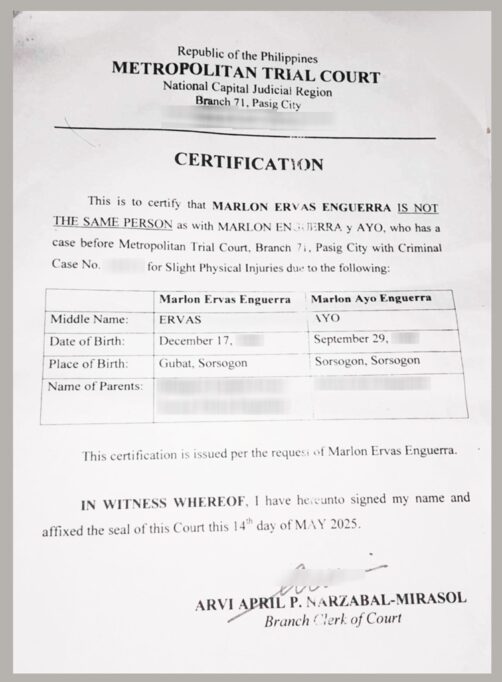 Republic of the Philippines
METROPOLITAN TRIAL COURT
National Capital Judicial Region
Branch 71, Pasig City
CERTIFICATION
This is to certify that MARLON ERVAS ENGUERRA IS NOT
THE SAME PERSON as with MARLON ENGUERRA y AYO, who has a
case before Metropolitan Trial Court, Branch 71, Pasig City with Criminal
Case No. for Slight Physical Injuries due to the following:
Marlon Ervas Enguerra Marlon Ayo Enguerra
Middle Name: ERVAS AYO
Date of Birth: December 17, September 29,
Place of Birth: Gubat, Sorsogon Sorsogon, Sorsogon
Name of Parents:
This certification is issued per the request of Marlon Ervas Enguerra.
IN WITNESS WHEREOF, I have hereunto signed my name and
affixed the seal of this Court this 14th day of MAY 2025.
ARVI APRIL P. NARZABAL-MIRASOL
Branch Clerk of Court